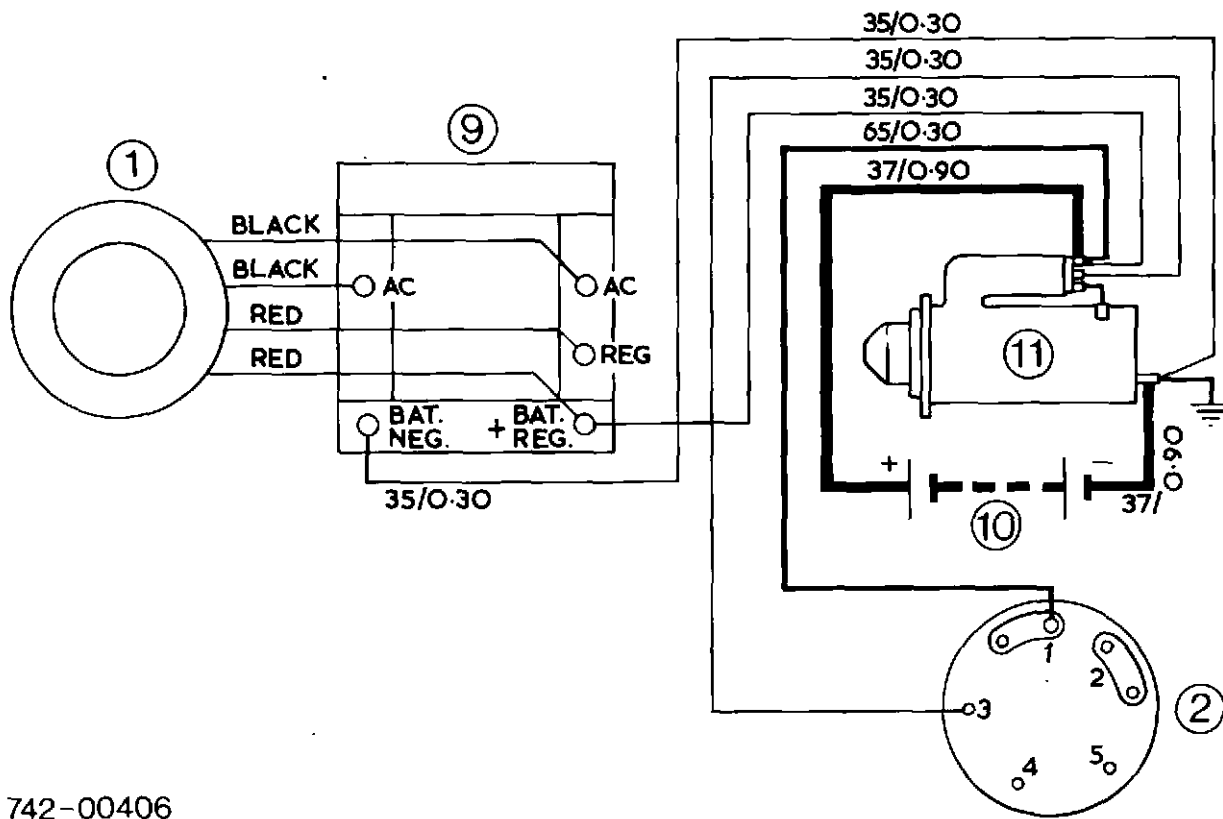 35/0·30
35/0·30
35/0·30
65/0·30
37/0·90
9
1
BLACK
BLACK
RED
RED
AC
AC
REG
BAT.
NEG.
+ BAT.
REG.
35/0·30
11
+
−
10
37/
0·90
1
2
3
4
5
2
742-00406